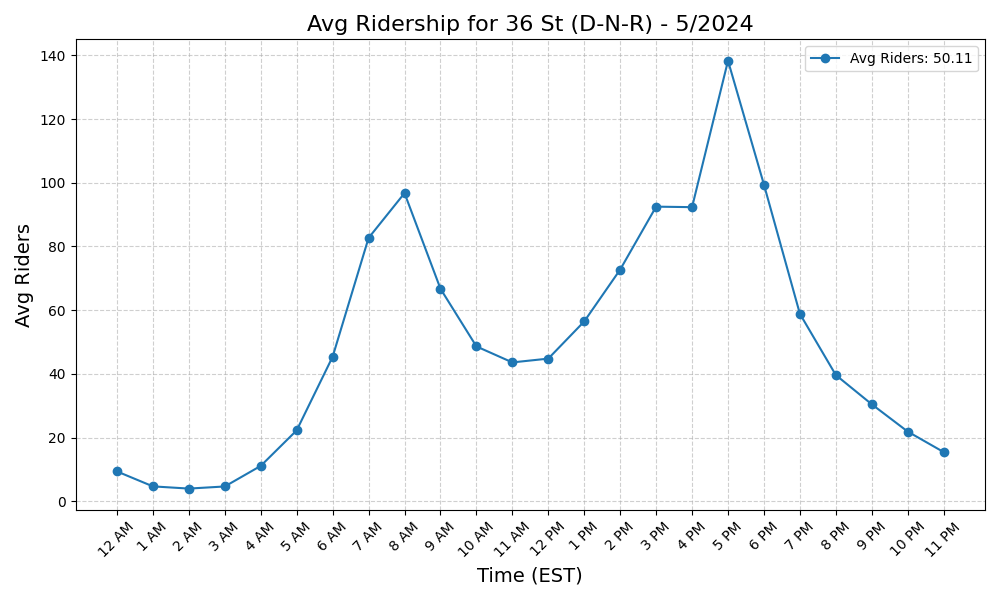 Avg Ridership for 36 St (D-N-R) - 5/2024
Avg Riders: 50.11
Avg Riders
140
120
100
80
60
40
20
0
12 AM
1 AM
2 AM
3 AM
4 AM
5 AM
6 AM
7 AM
8 AM
9 AM
10 AM
11 AM
12 PM
1 PM
2 PM
3 PM
4 PM
5 PM
6 PM
7 PM
8 PM
9 PM
10 PM
11 PM
Time (EST)